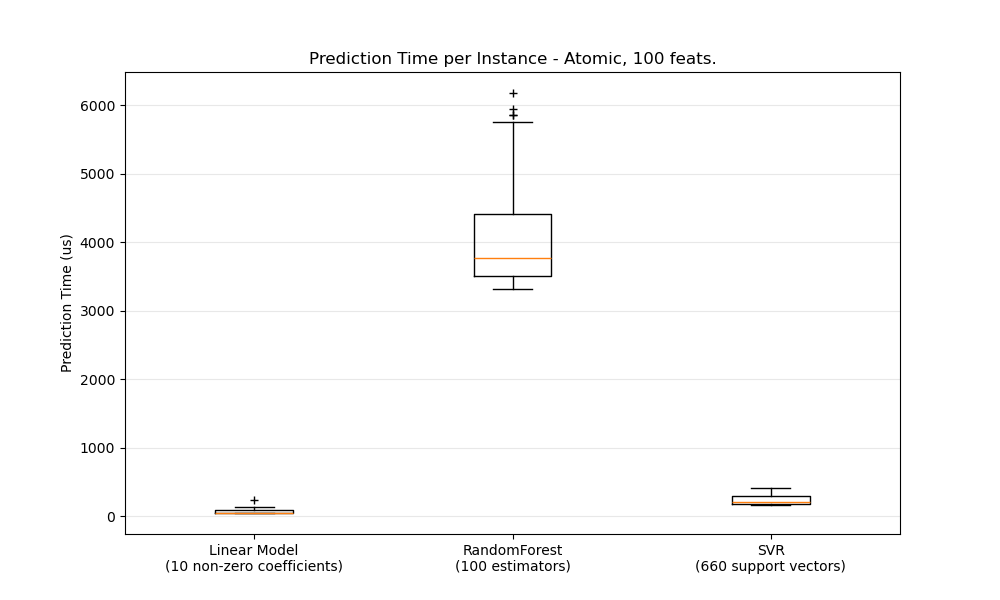 Prediction Time per Instance - Atomic, 100 feats.
Prediction Time (us)
6000
5000
4000
3000
2000
1000
0
Linear Model
(10 non-zero coefficients)
RandomForest
(100 estimators)
SVR
(660 support vectors)